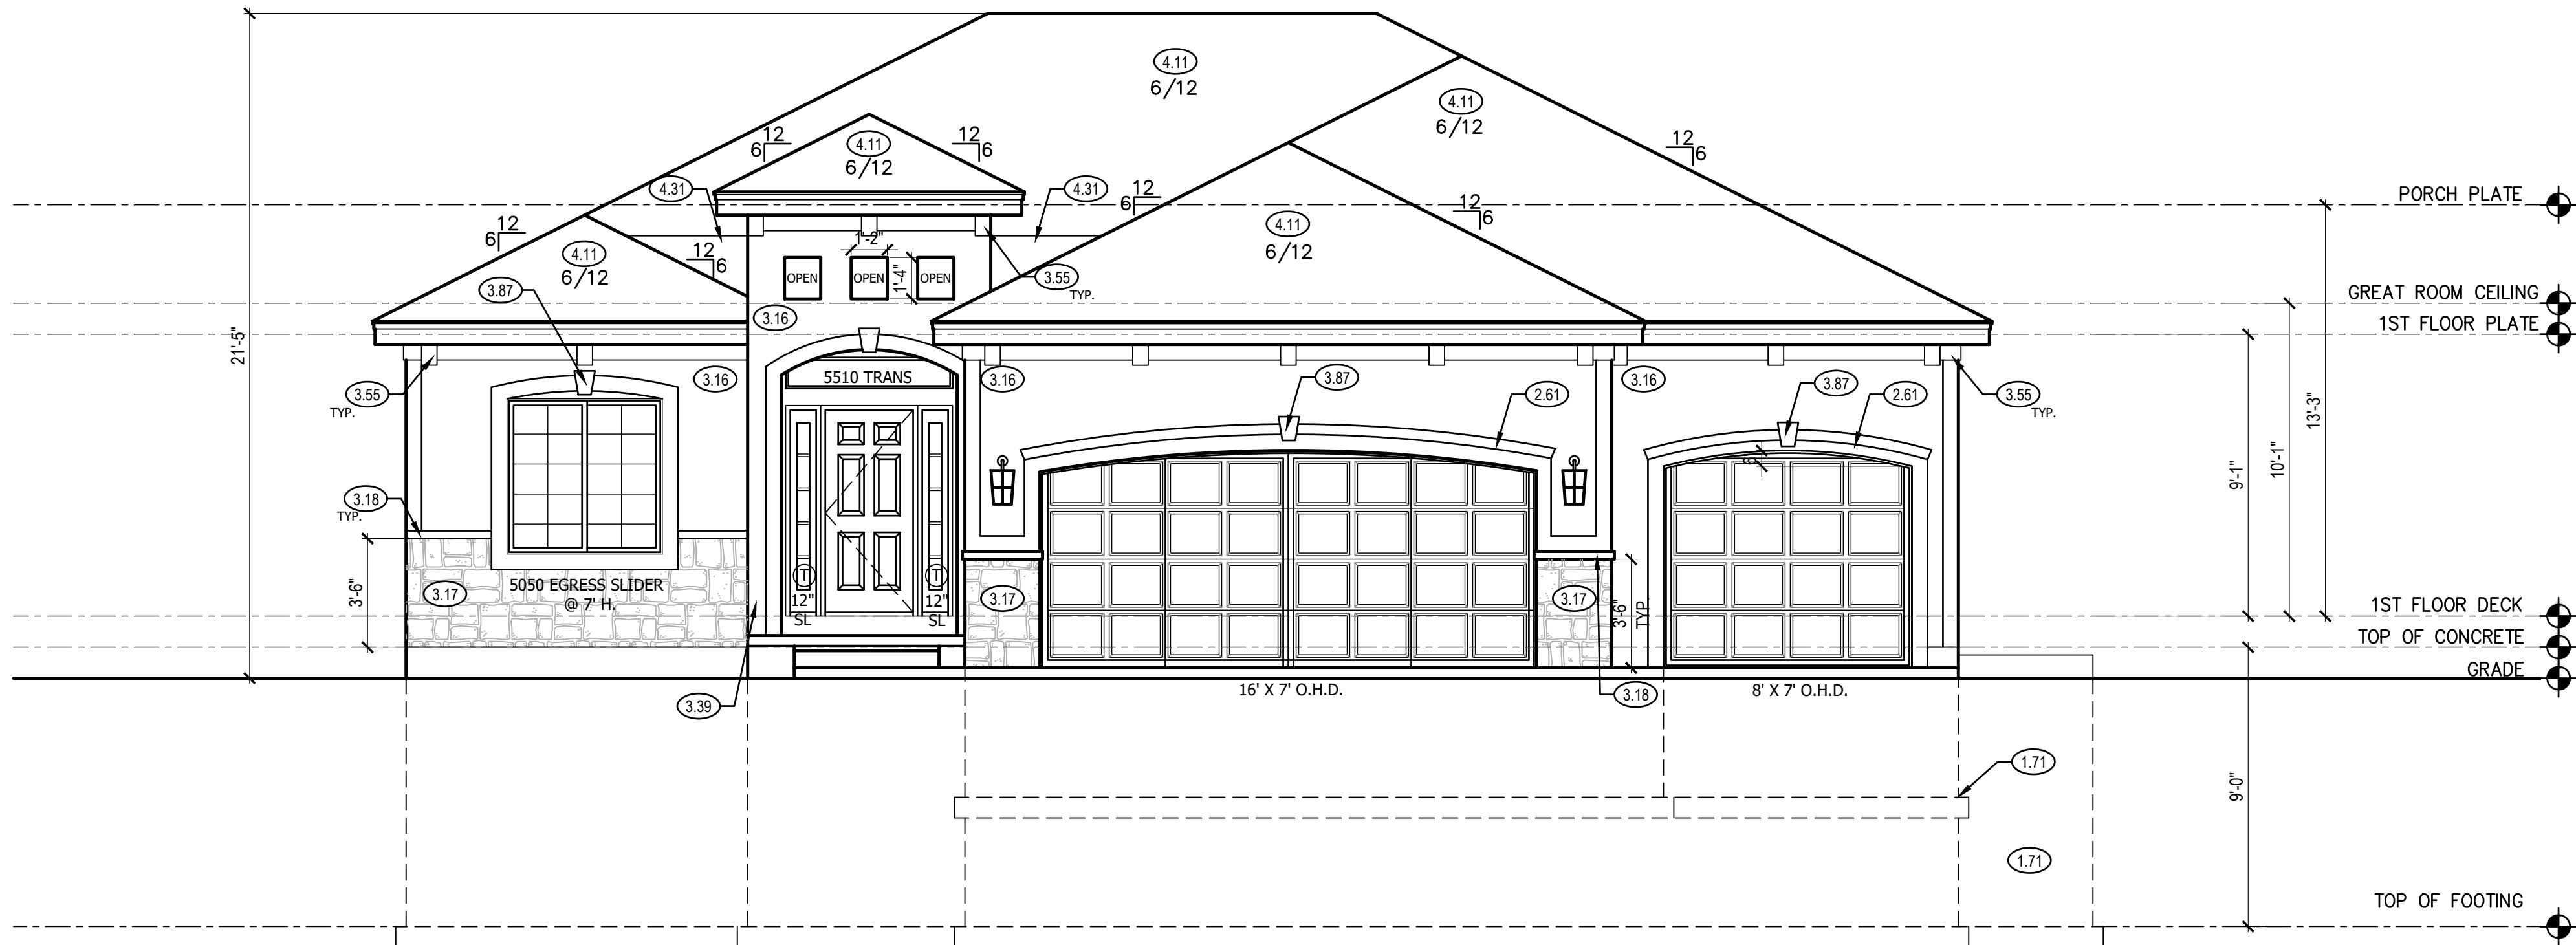 4.11
6/12
4.11
6/12
12
6
12
6
4.11
6/12
12
6
4.31
4.31
12
6
PORCH PLATE
12
6
12
6
4.11
6/12
12
6
4.11
6/12
1'-2"
OPEN
OPEN
OPEN
1'-4"
3.55
TYP.
3.87
GREAT ROOM CEILING
3.16
1ST FLOOR PLATE
21'-5"
5510 TRANS
3.16
3.16
3.16
3.87
3.87
3.55
TYP.
2.61
2.61
3.55
TYP.
13'-3"
10'-1"
9'-1"
3.18
TYP.
3'-6"
3.17
5050 EGRESS SLIDER
@ 7' H.
T
12"
SL
T
12"
SL
3.17
3.17
3'-6"
TYP.
1ST FLOOR DECK
TOP OF CONCRETE
GRADE
3.39
16' X 7' O.H.D.
3.18
8' X 7' O.H.D.
1.71
9'-0"
1.71
TOP OF FOOTING